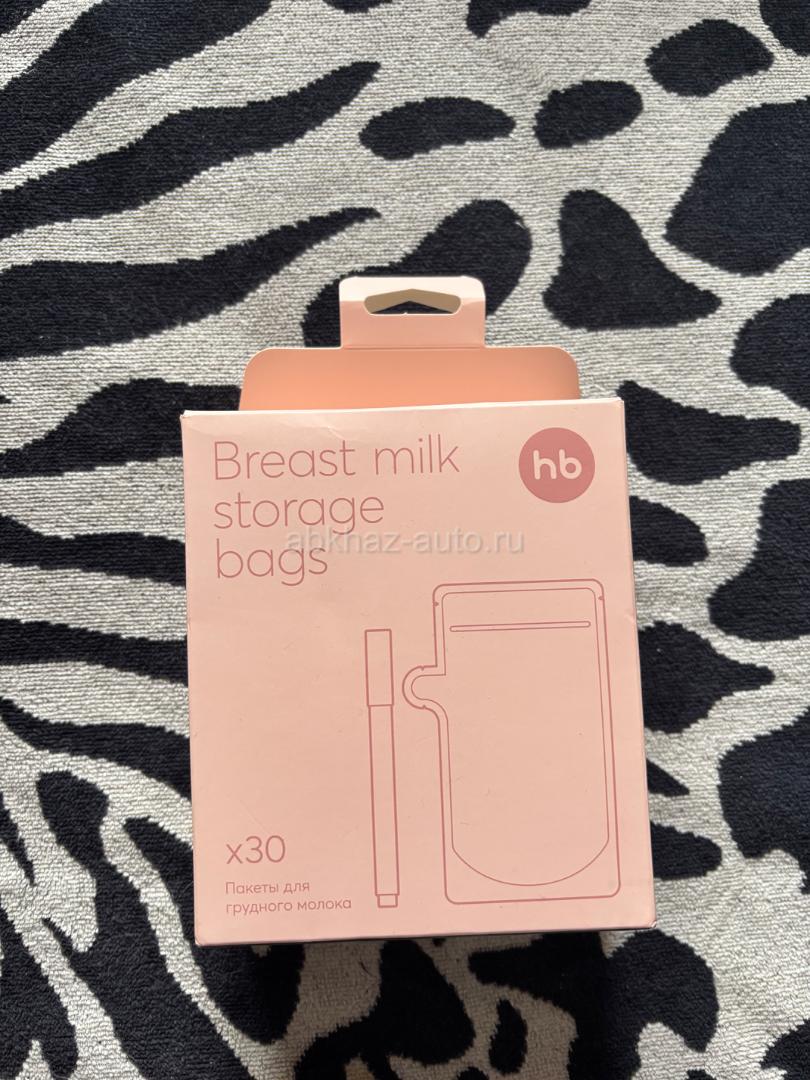 Breast milk
storage
bags
hb
abkhaz-auto.ru
x30
Пакеты для
грудного молока